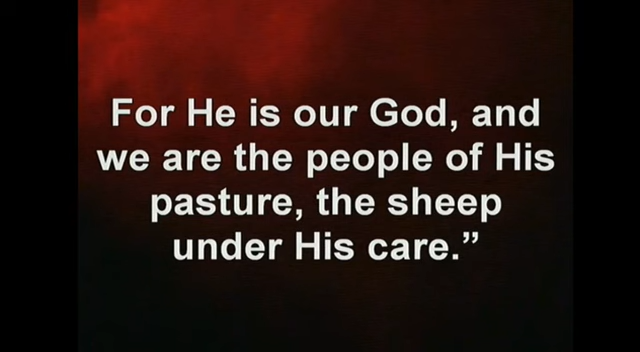 For He is our God, and
we are the people of His
pasture, the sheep
under His care.”